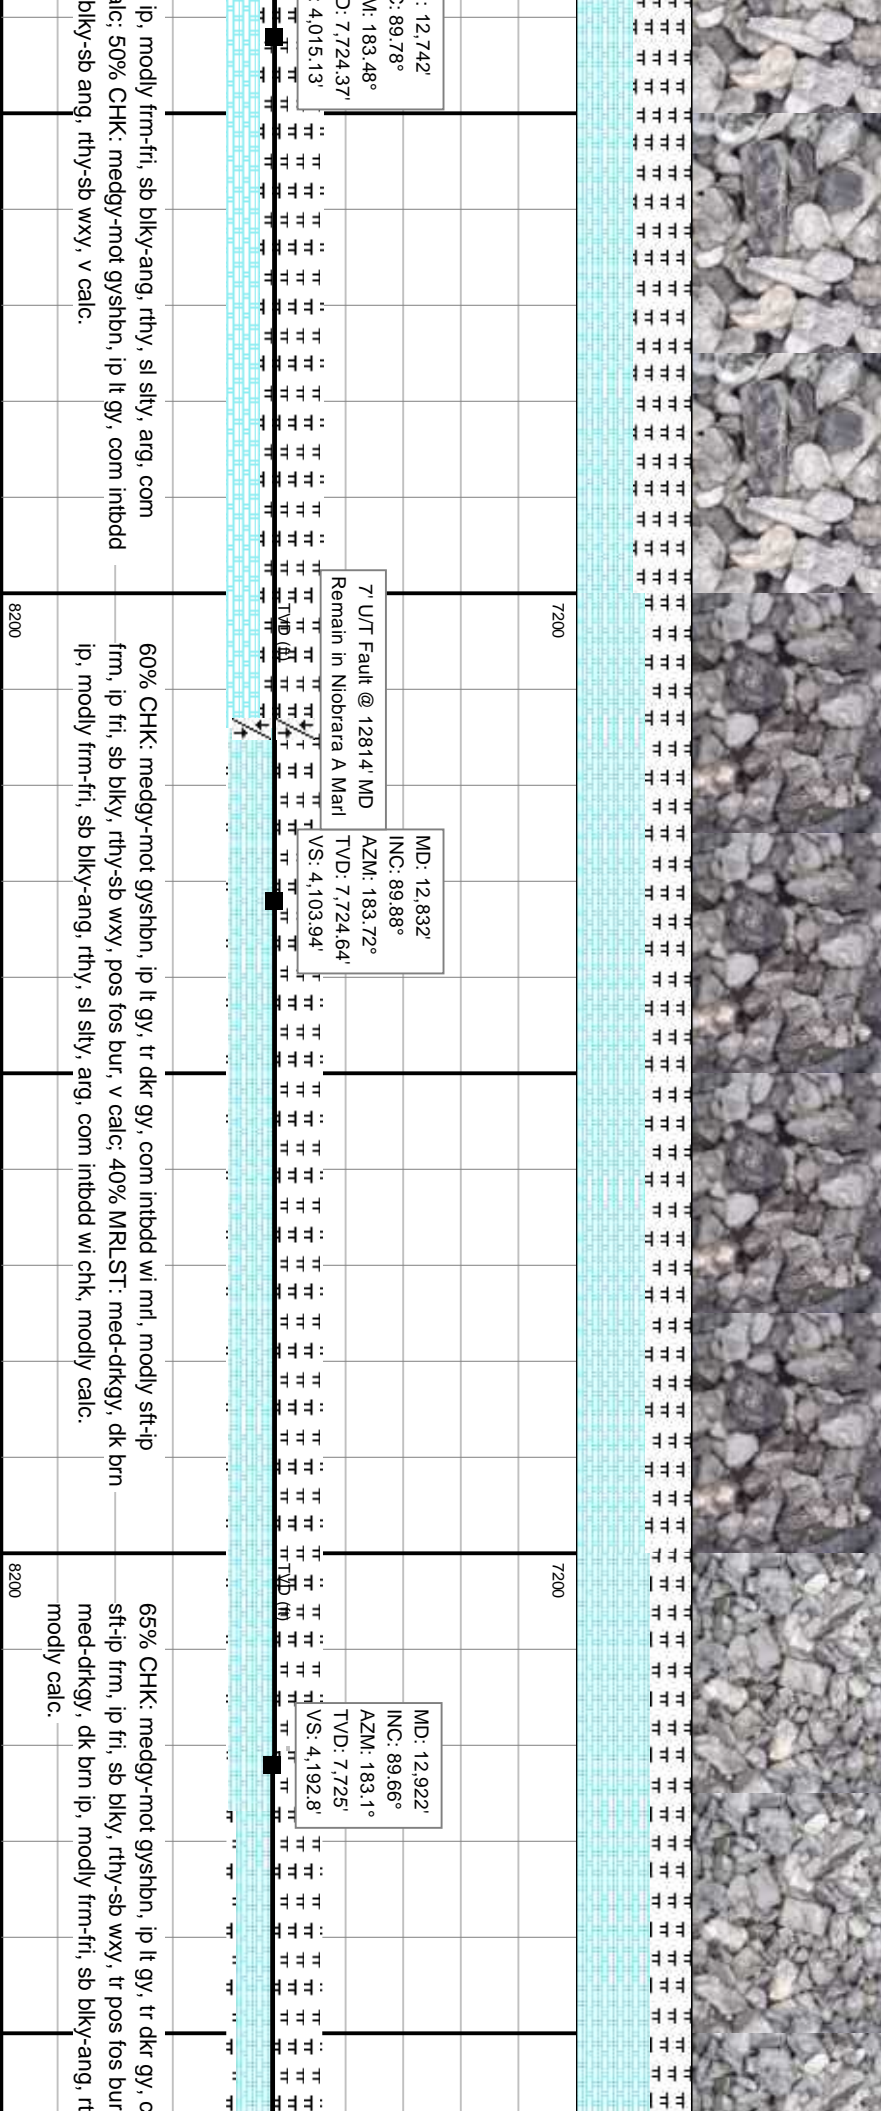 : 12,742'
C: 89.78°
M: 183.48°
D: 7,724.37'
: 4,015.13'
ip, modly frm-fri, sb blky-ang, rthy, sl slty, arg, com
alc; 50% CHK: medgy-mot gyshbn, ip lt gy, com intbdd
blky-sb ang, rthy-sb wxy, v calc.
7200
8200
TVD (ft)
7' U/T Fault @ 12814' MD
Remain in Niobrara A Marl
MD: 12,832'
INC: 89.88°
AZM: 183.72°
TVD: 7,724.64'
VS: 4,103.94'
60% CHK: medgy-mot gyshbn, ip lt gy, tr dkr gy, com intbdd wi mrl, modly sft-ip
frm, ip fri, sb blky, rthy-sb wxy, pos fos bur, v calc; 40% MRLST: med-drkgy, dk brn
ip, modly frm-fri, sb blky-ang, rthy, sl slty, arg, com intbdd wi chk, modly calc.
7200
8200
TVD (ft)
MD: 12,922'
INC: 89.66°
AZM: 183.1°
TVD: 7,725'
VS: 4,192.8'
65% CHK: medgy-mot gyshbn, ip lt gy, tr dkr gy, c
sft-ip frm, ip fri, sb blky, rthy-sb wxy, tr pos fos bur
med-drkgy, dk brn ip, modly frm-fri, sb blky-ang, rt
modly calc.